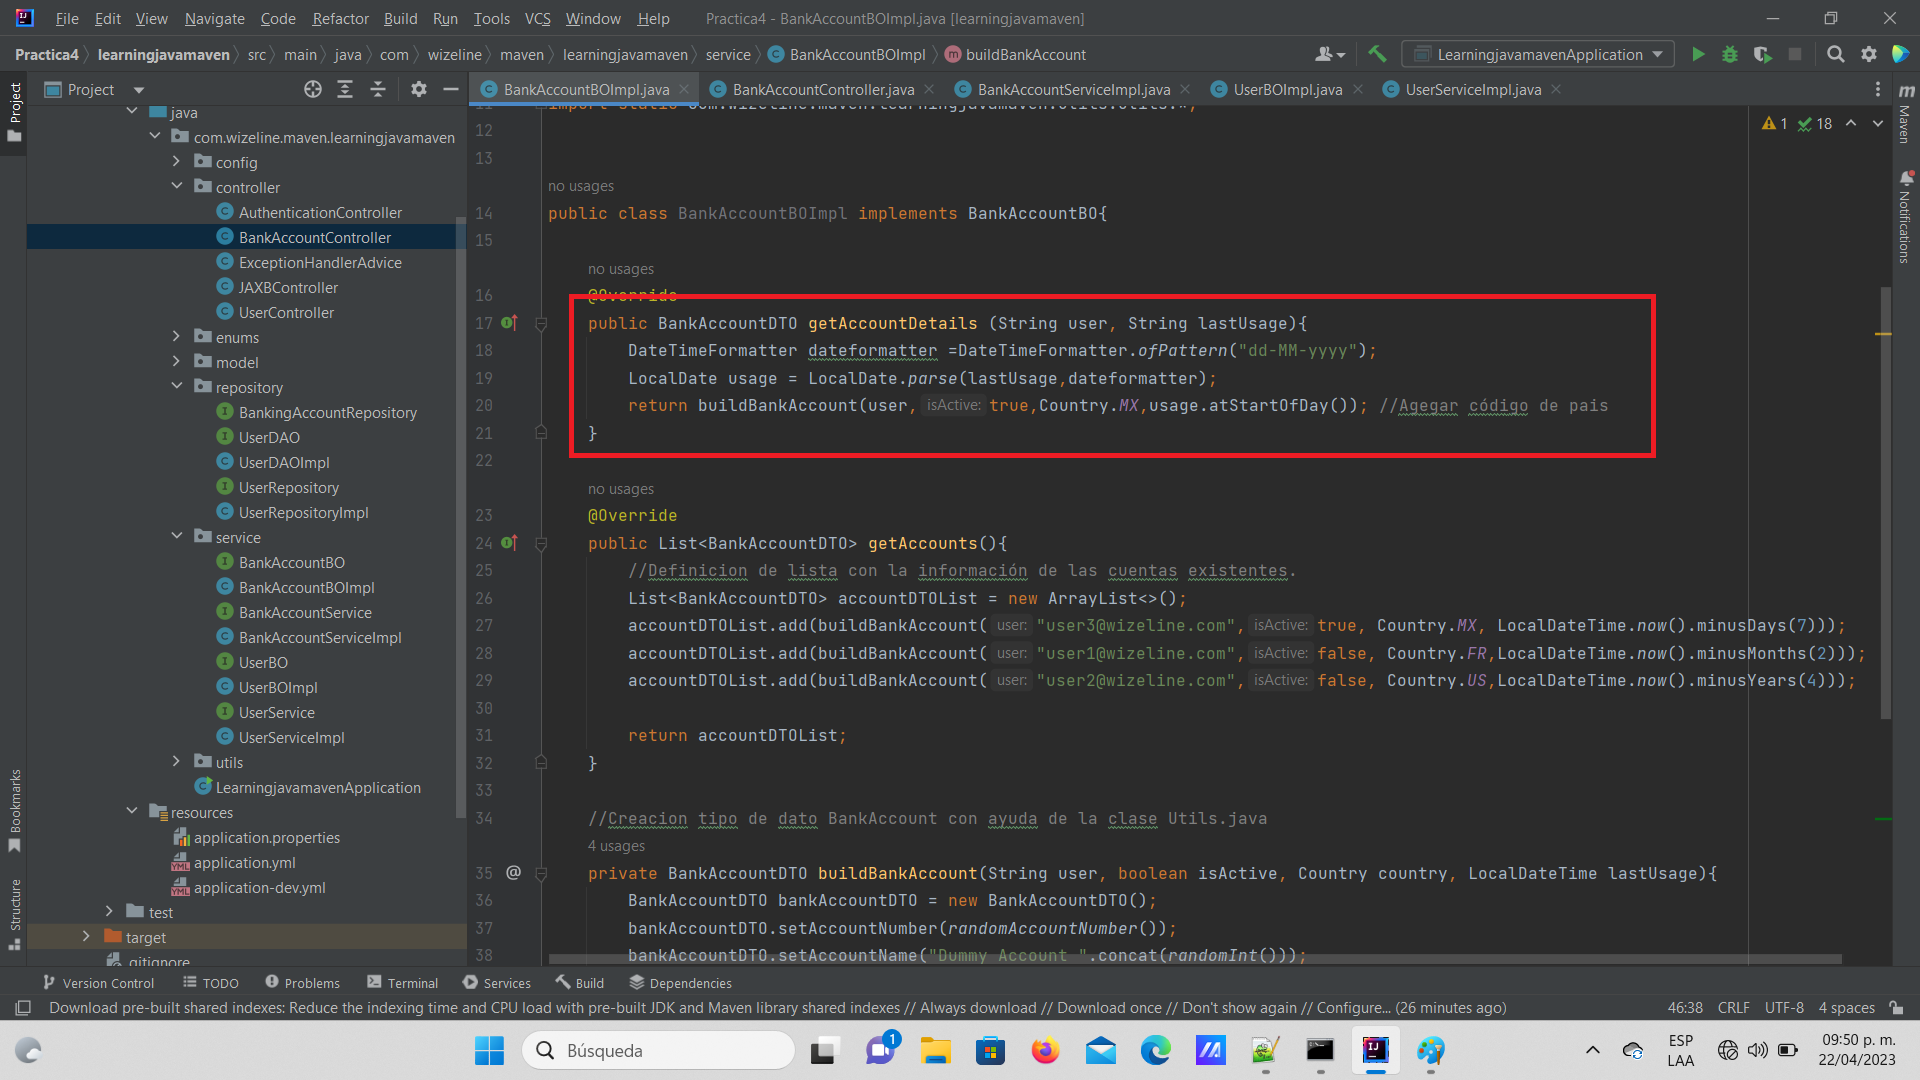 File Edit View Navigate Code Refactor Build Run Tools VCS Window Help Practica4 - BankAccountBOImpl.java [learningjavamaven]
Practica4 learningjavamaven src main java com wizeline maven learningjavamaven service BankAccountBOImpl buildBankAccount LearningjavamavenApplication
Project
BankAccountBOImpl.java BankAccountController.java BankAccountServiceImpl.java UserBOImpl.java UserServiceImpl.java
Project
Bookmarks
Structure
Maven
Notifications
java
com.wizeline.maven.learningjavamaven
config
controller
AuthenticationController
BankAccountController
ExceptionHandlerAdvice
JAXBController
UserController
enums
model
repository
BankingAccountRepository
UserDAO
UserDAOImpl
UserRepository
UserRepositoryImpl
service
BankAccountBO
BankAccountBOImpl
BankAccountService
BankAccountServiceImpl
UserBO
UserBOImpl
UserService
UserServiceImpl
utils
LearningjavamavenApplication
resources
application.properties
application.yml
application-dev.yml
test
target
.gitignore
1 18
11 import static com.wizeline.maven.learningjavamaven.utils.Utils.*;
12
13
no usages
14 public class BankAccountBOImpl implements BankAccountBO{
15
no usages
16 @Override
17 public BankAccountDTO getAccountDetails (String user, String lastUsage){
18 DateTimeFormatter dateformatter =DateTimeFormatter.ofPattern("dd-MM-yyyy");
19 LocalDate usage = LocalDate.parse(lastUsage,dateformatter);
20 return buildBankAccount(user, isActive: true,Country.MX,usage.atStartOfDay()); //Agegar código de pais
21 }
22
no usages
23 @Override
24 public List<BankAccountDTO> getAccounts(){
25 //Definicion de lista con la información de las cuentas existentes.
26 List<BankAccountDTO> accountDTOList = new ArrayList<>();
27 accountDTOList.add(buildBankAccount( user: "user3@wizeline.com", isActive: true, Country.MX, LocalDateTime.now().minusDays(7)));
28 accountDTOList.add(buildBankAccount( user: "user1@wizeline.com", isActive: false, Country.FR,LocalDateTime.now().minusMonths(2)));
29 accountDTOList.add(buildBankAccount( user: "user2@wizeline.com", isActive: false, Country.US,LocalDateTime.now().minusYears(4)));
30
31 return accountDTOList;
32 }
33
34 //Creacion tipo de dato BankAccount con ayuda de la clase Utils.java
4 usages
35 @ private BankAccountDTO buildBankAccount(String user, boolean isActive, Country country, LocalDateTime lastUsage){
36 BankAccountDTO bankAccountDTO = new BankAccountDTO();
37 bankAccountDTO.setAccountNumber(randomAccountNumber());
38 bankAccountDTO.setAccountName("Dummy Account ".concat(randomInt()));
Version Control TODO Problems Terminal Services Build Dependencies
Download pre-built shared indexes: Reduce the indexing time and CPU load with pre-built JDK and Maven library shared indexes // Always download // Download once // Don't show again // Configure... (26 minutes ago) 46:38 CRLF UTF-8 4 spaces
Búsqueda
1
ESP
LAA
09:50 p. m.
22/04/2023